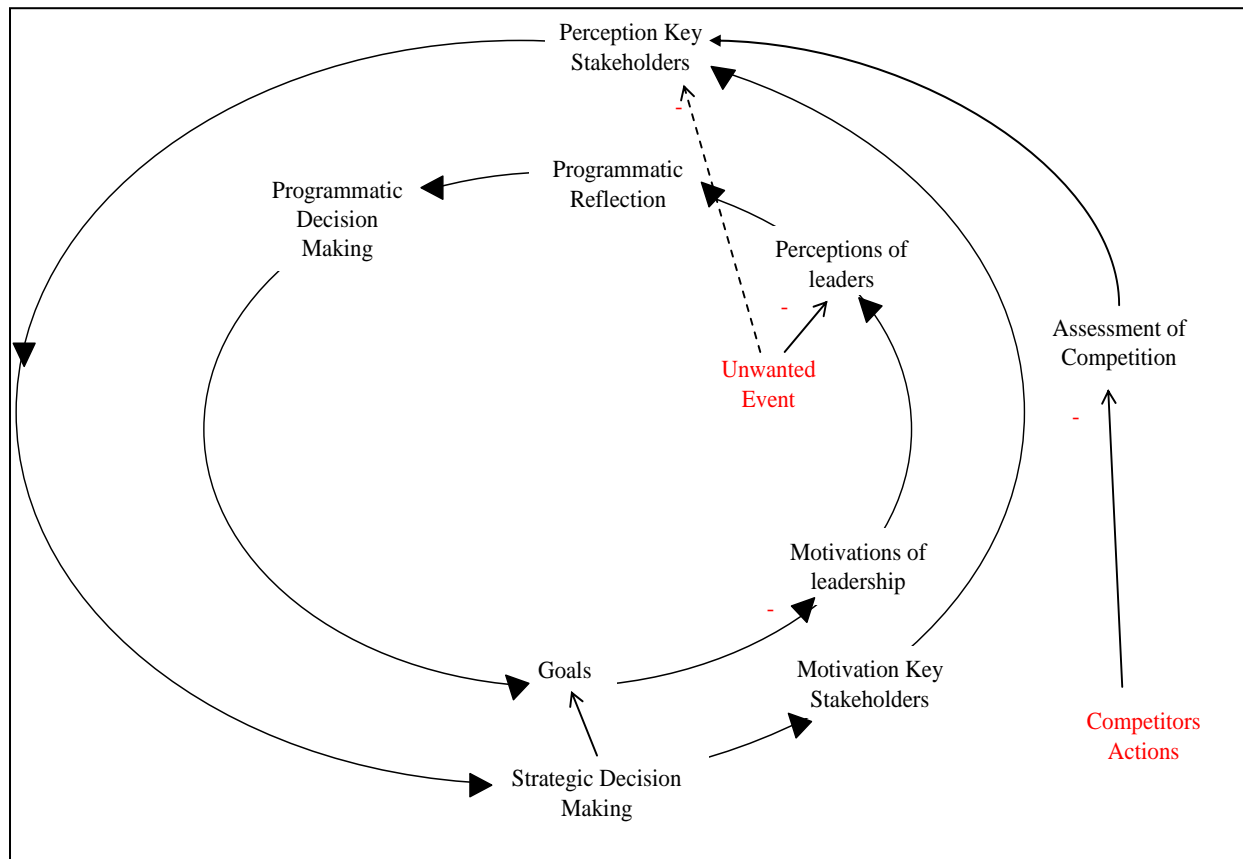 Perception Key
Stakeholders
-
Programmatic
Reflection
Programmatic
Decision
Making
Perceptions of
leaders
-
Unwanted
Event
Assessment of
Competition
-
Motivations of
leadership
-
Goals
Motivation Key
Stakeholders
Competitors
Actions
Strategic Decision
Making